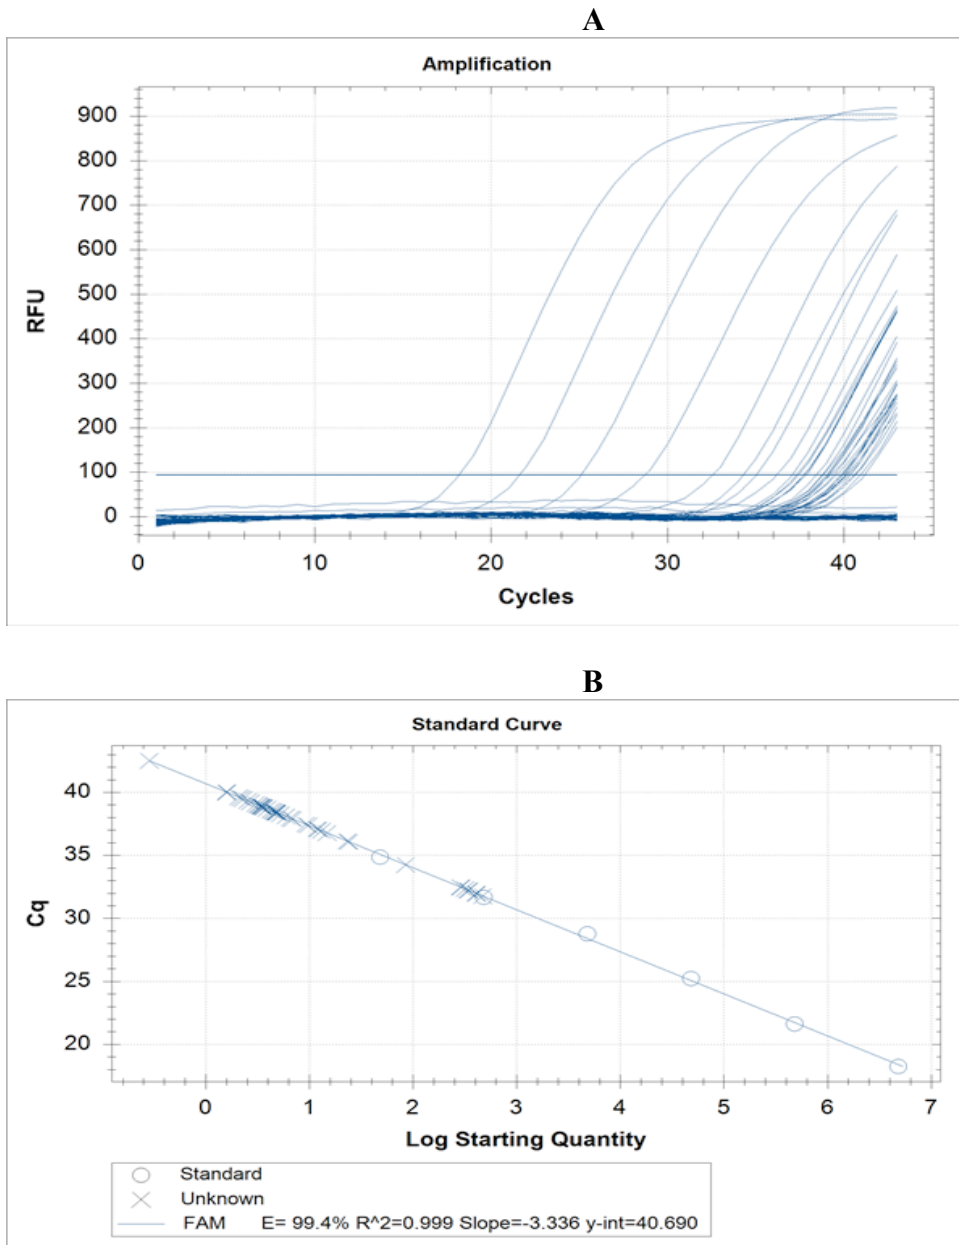 A
Amplification
900
800
700
600
500
400
300
200
100
0
RFU
0 10 20 30 40
Cycles
B
Standard Curve
40
35
30
25
20
Cq
0 1 2 3 4 5 6 7
Log Starting Quantity
Standard
Unknown
FAM E= 99.4% R^2=0.999 Slope=-3.336 y-int=40.690